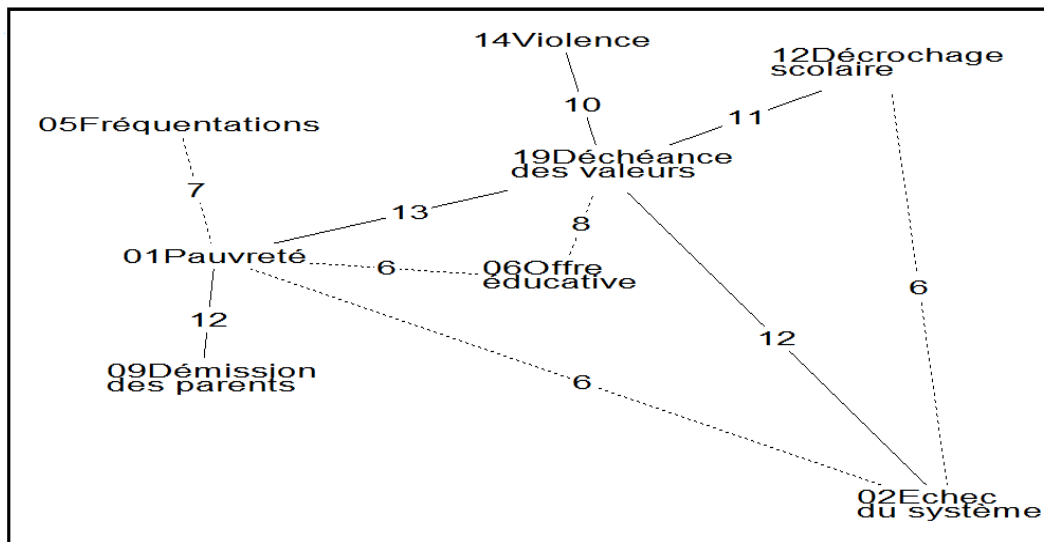 14Violence
12Décrochage
scolaire
10
11
05Fréquentations
19Déchéance
des valeurs
7
13
8
01Pauvreté
6
06Offre
éducative
6
12
12
09Démission
des parents
6
02Echec
du système